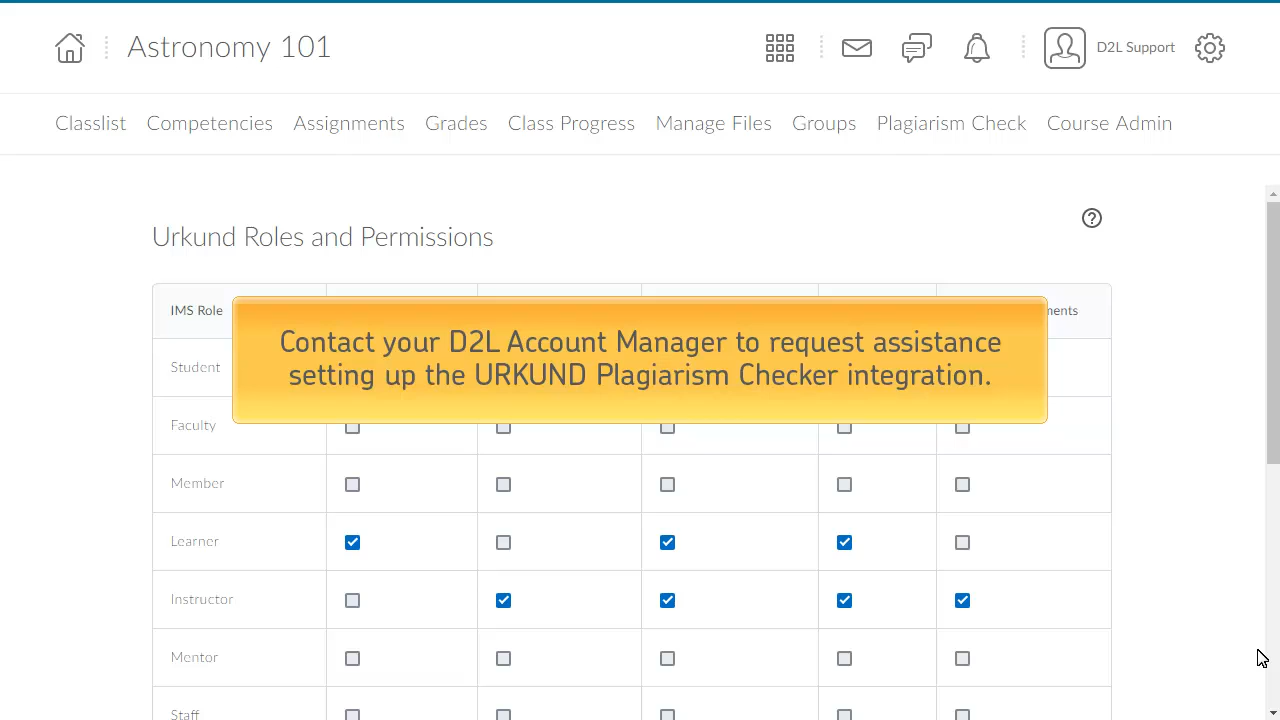 Astronomy 101
D2L Support
Classlist Competencies Assignments Grades Class Progress Manage Files Groups Plagiarism Check Course Admin
Urkund Roles and Permissions
IMS Role
Contact your D2L Account Manager to request assistance
setting up the URKUND Plagiarism Checker integration.
Student
Faculty
Member
Learner
Instructor
Mentor
Staff